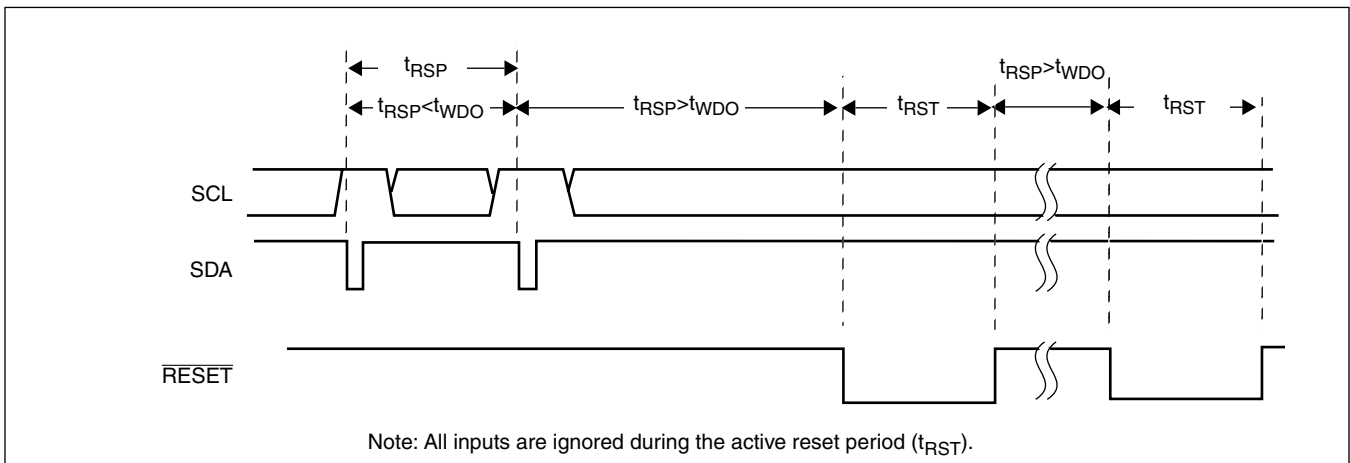 tRSP
tRSP>tWDO
tRSP<tWDO
tRSP>tWDO
tRST
tRST
SCL
SDA
RESET
Note: All inputs are ignored during the active reset period (tRST).